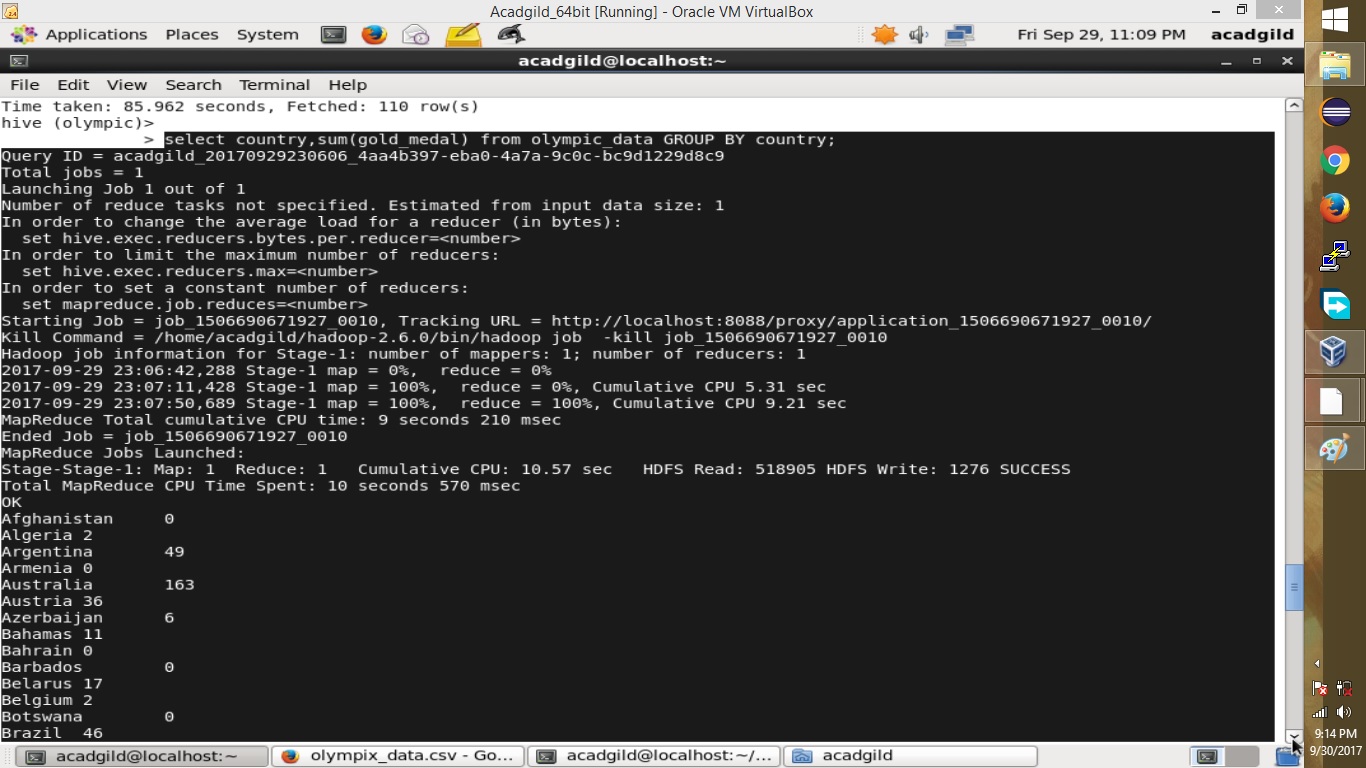 Acadgild_64bit [Running] - Oracle VM VirtualBox
Applications Places System
Fri Sep 29, 11:09 PM acadgild
acadgild@localhost:~
File Edit View Search Terminal Help
Time taken: 85.962 seconds, Fetched: 110 row(s)
hive (olympic)>
> select country,sum(gold_medal) from olympic_data GROUP BY country;
Query ID = acadgild_20170929230606_4aa4b397-eba0-4a7a-9c0c-bc9d1229d8c9
Total jobs = 1
Launching Job 1 out of 1
Number of reduce tasks not specified. Estimated from input data size: 1
In order to change the average load for a reducer (in bytes):
  set hive.exec.reducers.bytes.per.reducer=<number>
In order to limit the maximum number of reducers:
  set hive.exec.reducers.max=<number>
In order to set a constant number of reducers:
  set mapreduce.job.reduces=<number>
Starting Job = job_1506690671927_0010, Tracking URL = http://localhost:8088/proxy/application_1506690671927_0010/
Kill Command = /home/acadgild/hadoop-2.6.0/bin/hadoop job  -kill job_1506690671927_0010
Hadoop job information for Stage-1: number of mappers: 1; number of reducers: 1
2017-09-29 23:06:42,288 Stage-1 map = 0%,  reduce = 0%
2017-09-29 23:07:11,428 Stage-1 map = 100%,  reduce = 0%, Cumulative CPU 5.31 sec
2017-09-29 23:07:50,689 Stage-1 map = 100%,  reduce = 100%, Cumulative CPU 9.21 sec
MapReduce Total cumulative CPU time: 9 seconds 210 msec
Ended Job = job_1506690671927_0010
MapReduce Jobs Launched:
Stage-Stage-1: Map: 1  Reduce: 1   Cumulative CPU: 10.57 sec   HDFS Read: 518905 HDFS Write: 1276 SUCCESS
Total MapReduce CPU Time Spent: 10 seconds 570 msec
OK
Afghanistan 0
Algeria 2
Argentina 49
Armenia 0
Australia 163
Austria 36
Azerbaijan 6
Bahamas 11
Bahrain 0
Barbados 0
Belarus 17
Belgium 2
Botswana 0
Brazil 46
acadgild@localhost:~
olympix_data.csv - Go...
acadgild@localhost:~/...
acadgild
9:14 PM
9/30/2017